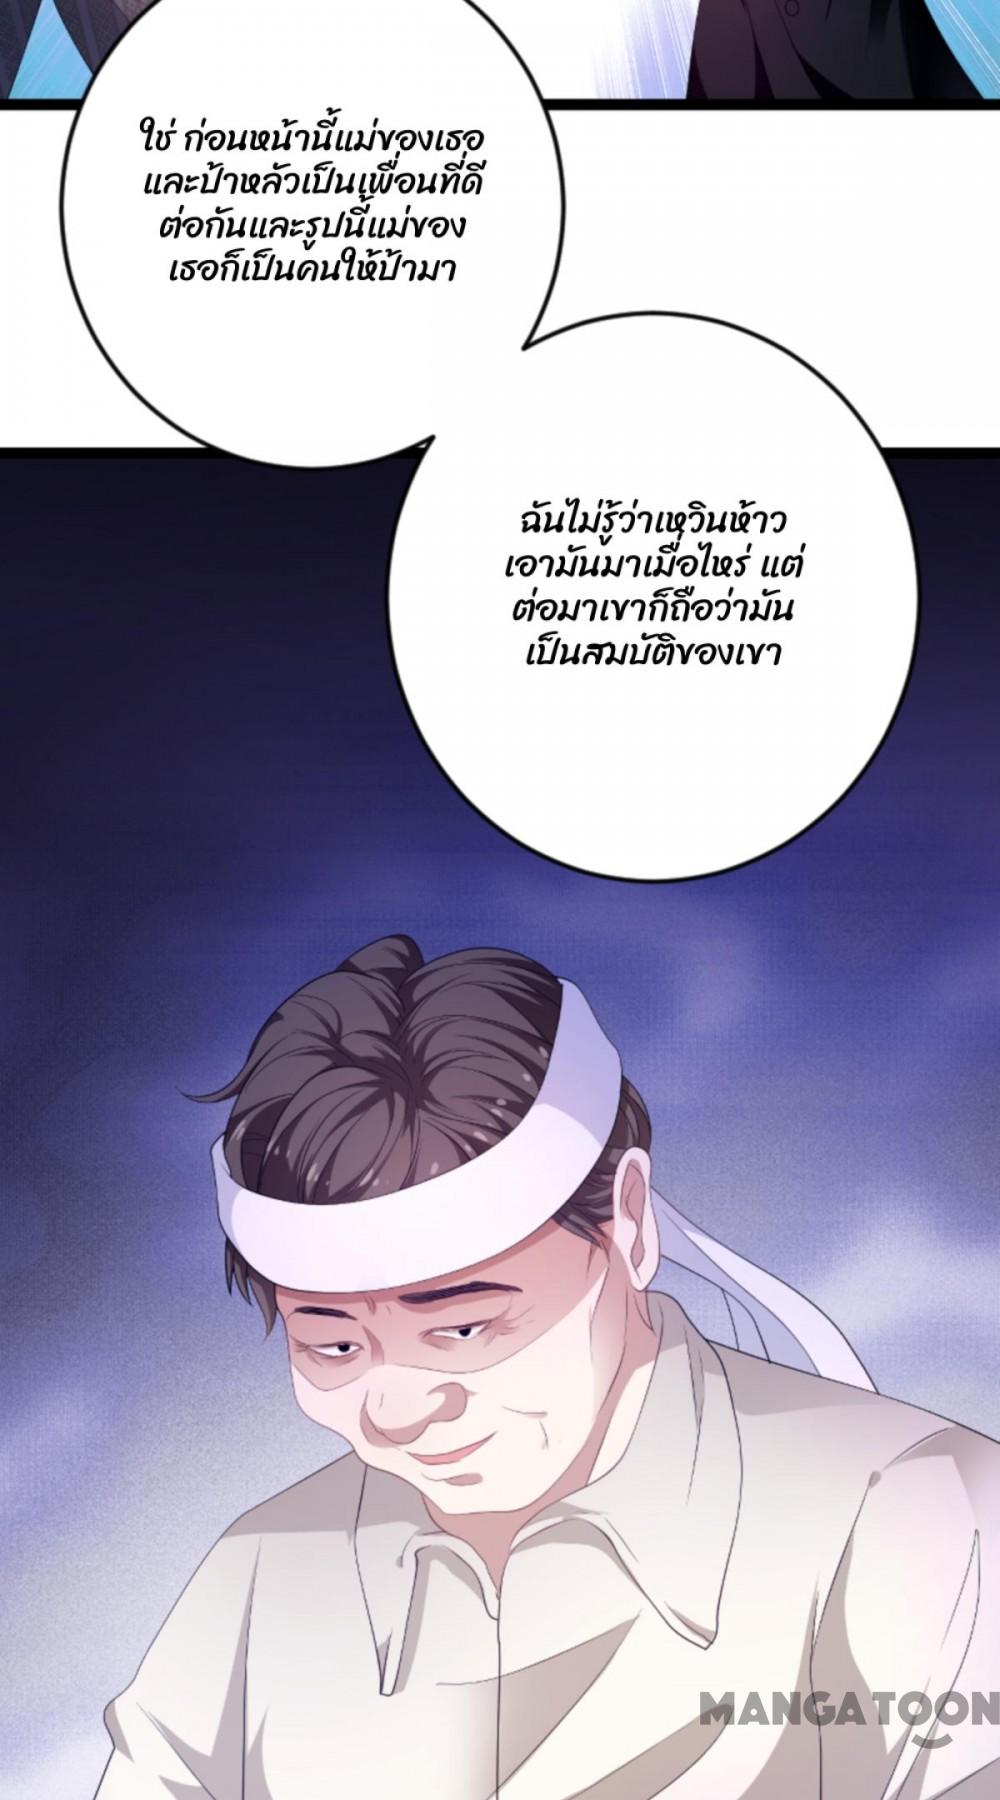 ใช่ ก่อนหน้านี้แม่ของเธอ
และป้าหลัวเป็นเพื่อนที่ดี
ต่อกันและรูปนี้แม่ของ
เธอก็เป็นคนให้ป้ามา
ฉันไม่รู้ว่าเหวินห้าว
เอามันมาเมื่อไหร่ แต่
ต่อมาเขาก็ถือว่ามัน
เป็นสมบัติของเขา
MANGATOON